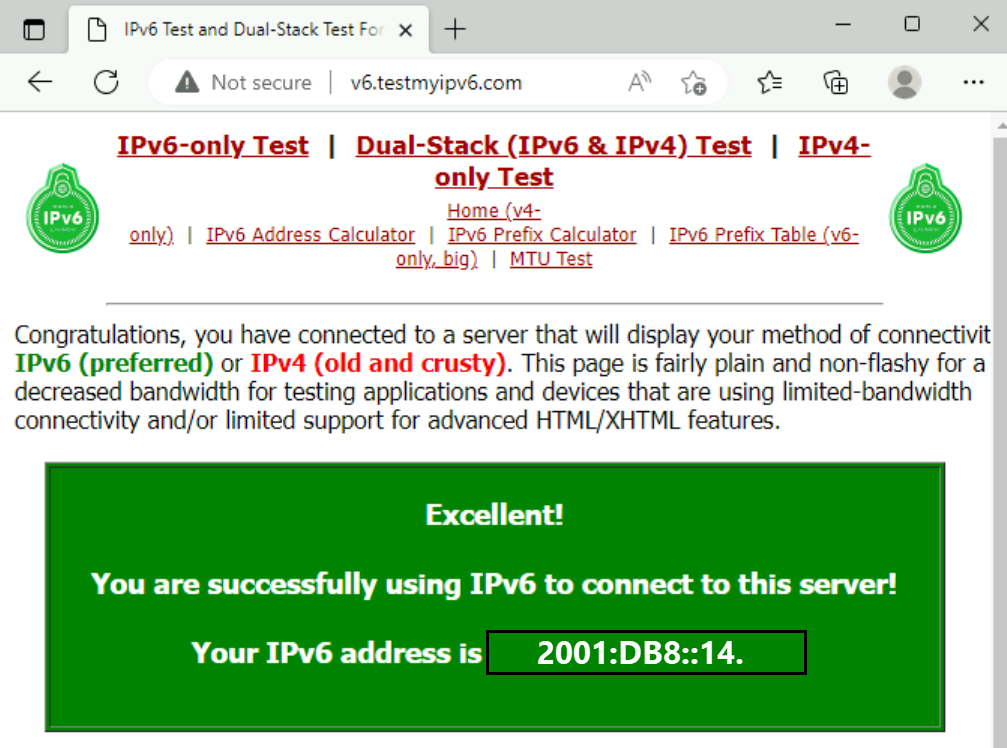 IPv6 Test and Dual-Stack Test For
Not secure | v6.testmyipv6.com
IPv6-only Test | Dual-Stack (IPv6 & IPv4) Test | IPv4-
only Test
Home (v4-
only) | IPv6 Address Calculator | IPv6 Prefix Calculator | IPv6 Prefix Table (v6-
only, big) | MTU Test
IPv6
IPv6
Congratulations, you have connected to a server that will display your method of connectivit
IPv6 (preferred) or IPv4 (old and crusty). This page is fairly plain and non-flashy for a
decreased bandwidth for testing applications and devices that are using limited-bandwidth
connectivity and/or limited support for advanced HTML/XHTML features.
Excellent!
You are successfully using IPv6 to connect to this server!
Your IPv6 address is 2001:DB8::14.